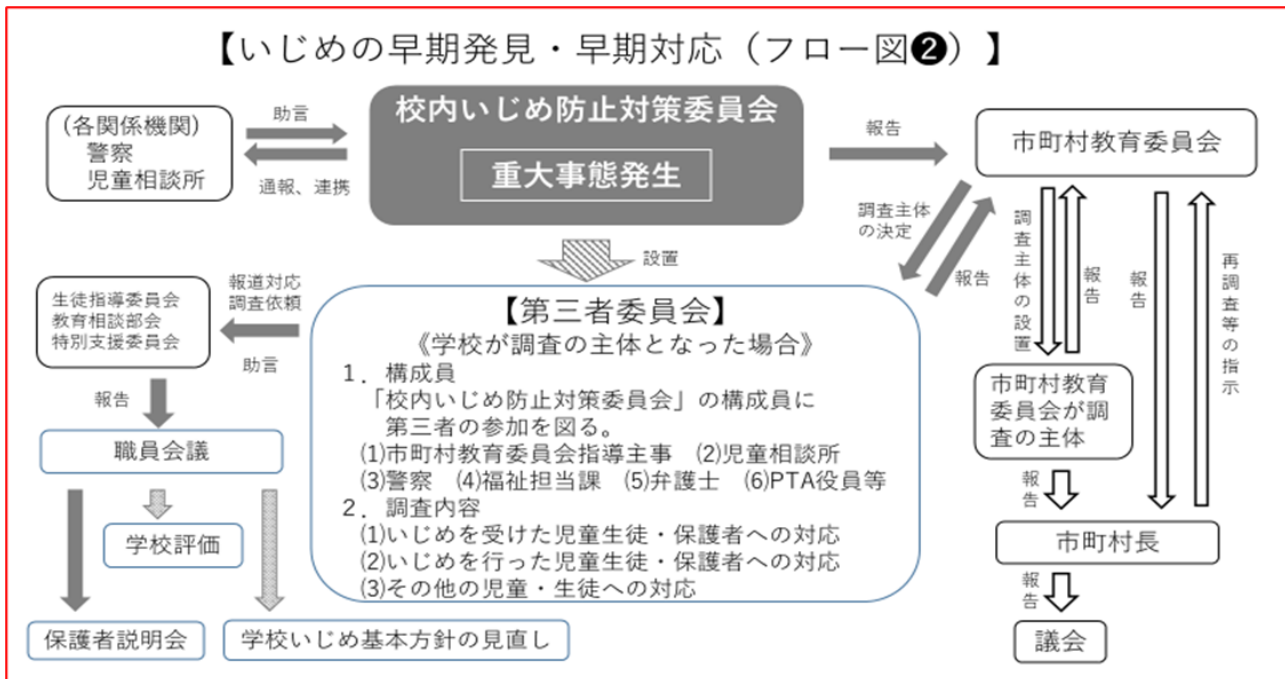 【いじめの早期発見・早期対応（フロー図❷）】
(各関係機関)
警察
児童相談所
助言
通報、連携
校内いじめ防止対策委員会
重大事態発生
報告
市町村教育委員会
調査主体
の決定
報告
設置
調査主体の設置
報告
報告
再調査等の指示
生徒指導委員会
教育相談部会
特別支援委員会
報道対応
調査依頼
助言
報告
職員会議
学校評価
保護者説明会
学校いじめ基本方針の見直し
【第三者委員会】
《学校が調査の主体となった場合》
１．構成員
「校内いじめ防止対策委員会」の構成員に
第三者の参加を図る。
⑴市町村教育委員会指導主事　⑵児童相談所
⑶警察　⑷福祉担当課　⑸弁護士　⑹PTA役員等
２．調査内容
⑴いじめを受けた児童生徒・保護者への対応
⑵いじめを行った児童生徒・保護者への対応
⑶その他の児童・生徒への対応
市町村教育
委員会が調
査の主体
報告
市町村長
報告
議会